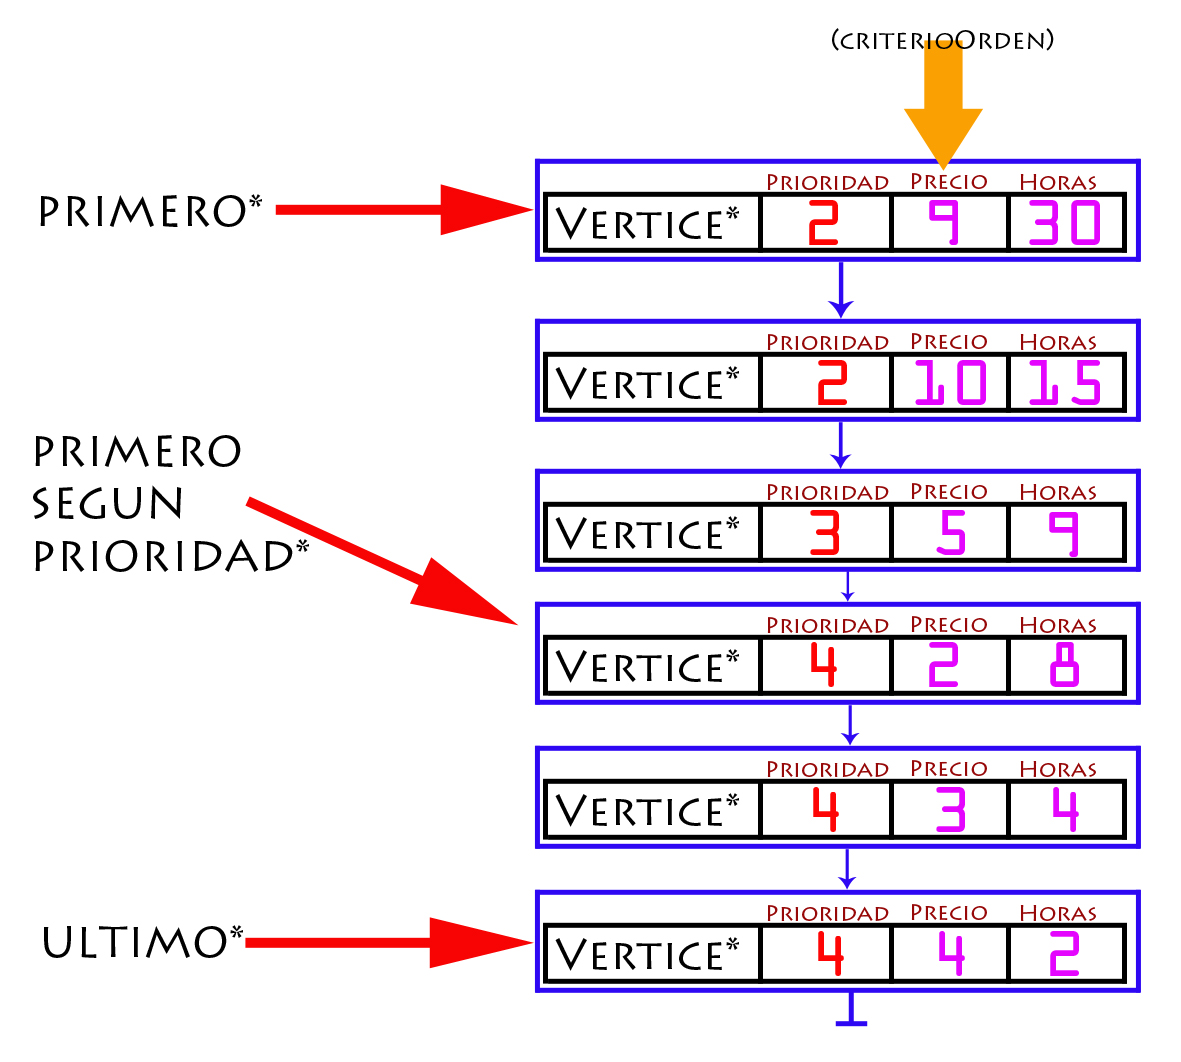 (criterioOrden)
Prioridad Precio Horas
PRIMERO* Vertice* 2 9 30
Prioridad Precio Horas
Vertice* 2 10 15
PRIMERO
SEGUN
PRIORIDAD*
Prioridad Precio Horas
Vertice* 3 5 9
Prioridad Precio Horas
Vertice* 4 2 8
Prioridad Precio Horas
Vertice* 4 3 4
Prioridad Precio Horas
ULTIMO* Vertice* 4 4 2